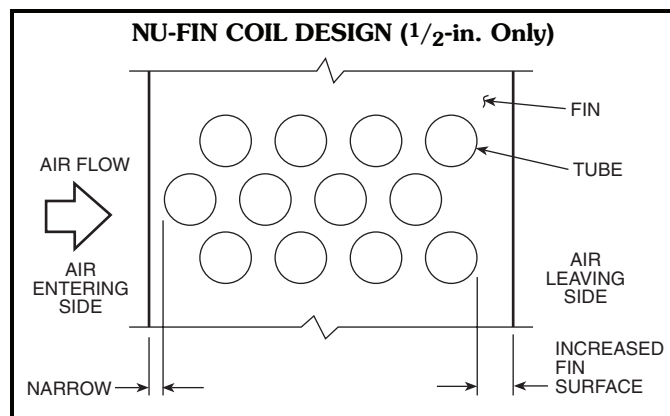 NU-FIN COIL DESIGN (1/2-in. Only)
FIN
AIR FLOW
TUBE
AIR
ENTERING
SIDE
AIR
LEAVING
SIDE
NARROW
INCREASED
FIN
SURFACE